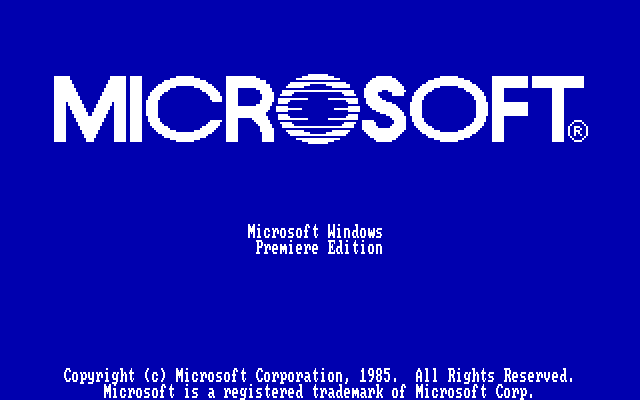 MICROSOFT®
Microsoft Windows
Premiere Edition
Copyright (c) Microsoft Corporation, 1985.  All Rights Reserved.
Microsoft is a registered trademark of Microsoft Corp.